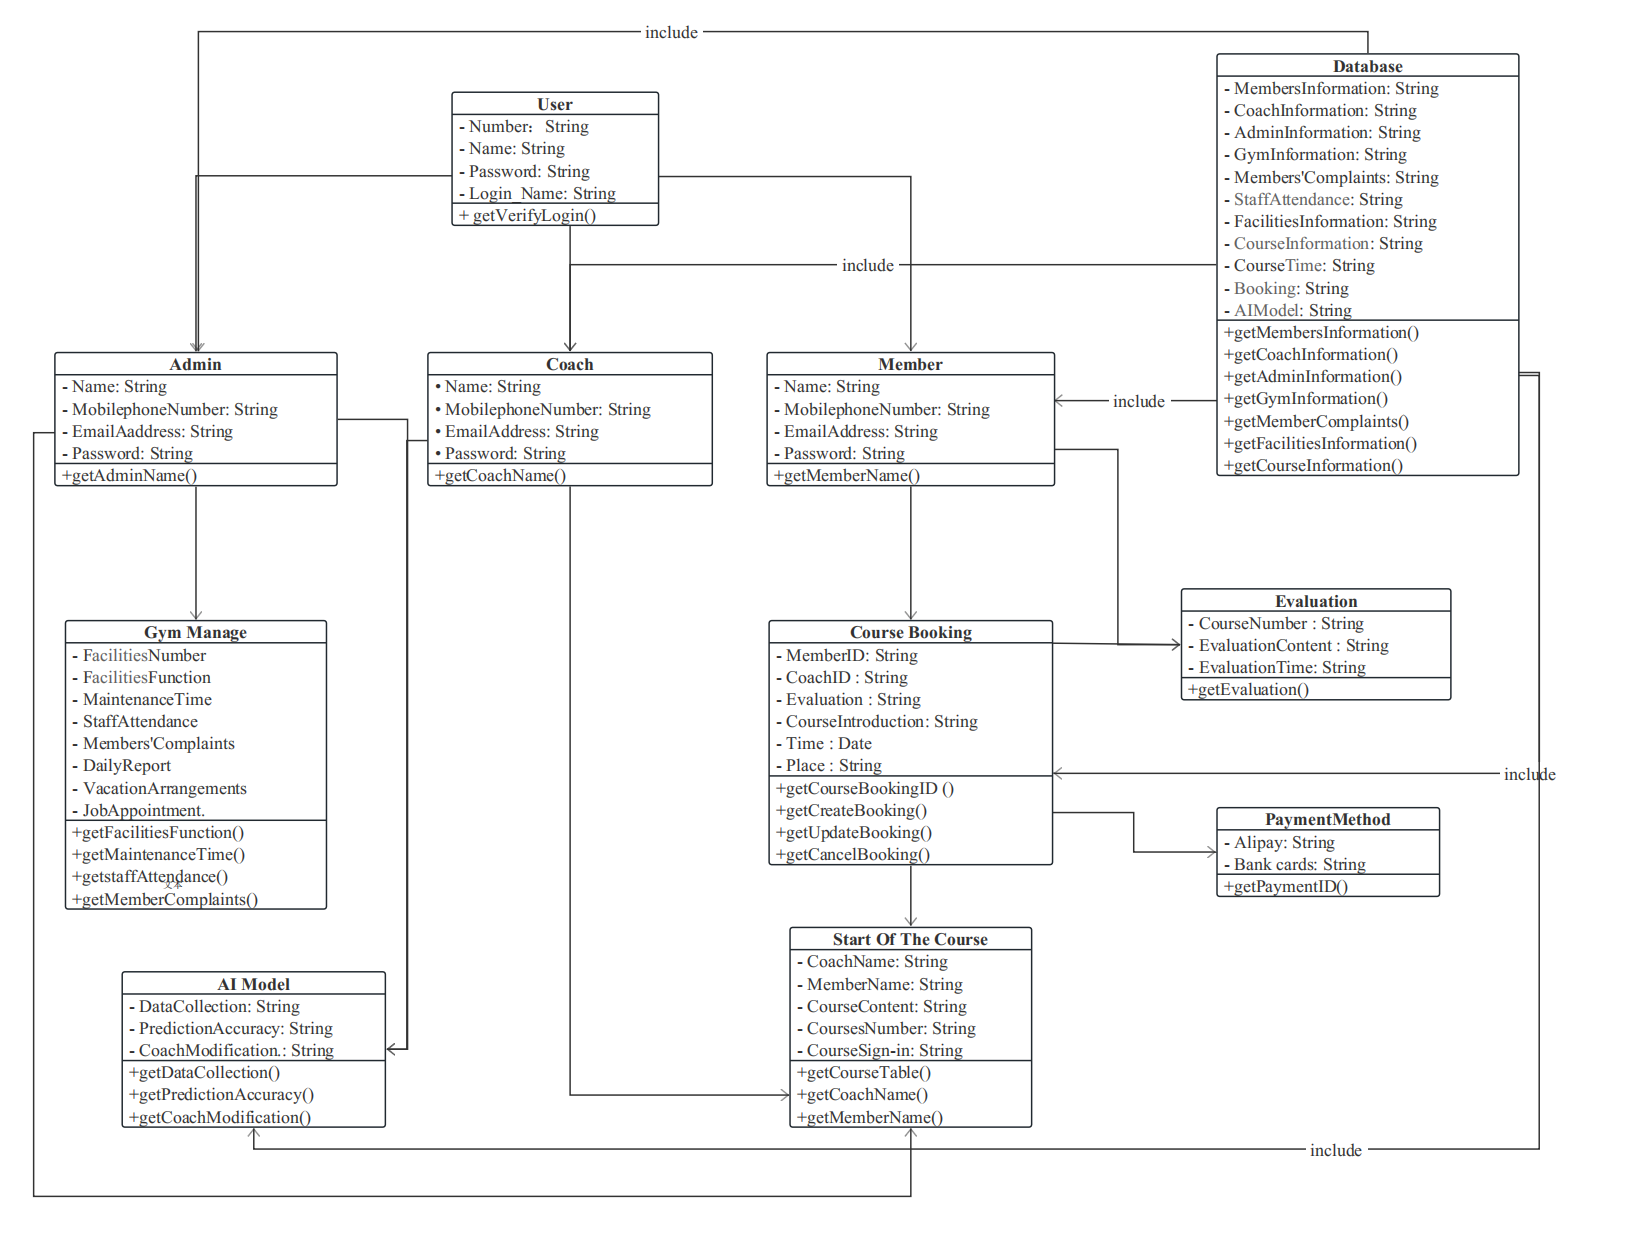 include
Database
- MembersInformation: String
- CoachInformation: String
- AdminInformation: String
- GymInformation: String
- Members'Complaints: String
- StaffAttendance: String
- FacilitiesInformation: String
- CourseInformation: String
- CourseTime: String
- Booking: String
- AIModel: String
+getMembersInformation()
+getCoachInformation()
+getAdminInformation()
+getGymInformation()
+getMemberComplaints()
+getFacilitiesInformation()
+getCourseInformation()
User
- Number： String
- Name: String
- Password: String
- Login_Name: String
+ getVerifyLogin()
include
Admin
- Name: String
- MobilephoneNumber: String
- EmailAaddress: String
- Password: String
+getAdminName()
Coach
• Name: String
• MobilephoneNumber: String
• EmailAddress: String
• Password: String
+getCoachName()
Member
- Name: String
- MobilephoneNumber: String
- EmailAddress: String
- Password: String
+getMemberName()
include
Gym Manage
- FacilitiesNumber
- FacilitiesFunction
- MaintenanceTime
- StaffAttendance
- Members'Complaints
- DailyReport
- VacationArrangements
- JobAppointment.
+getFacilitiesFunction()
+getMaintenanceTime()
+getstaffAttendance()
文本
+getMemberComplaints()
Course Booking
- MemberID: String
- CoachID : String
- Evaluation : String
- CourseIntroduction: String
- Time : Date
- Place : String
+getCourseBookingID ()
+getCreateBooking()
+getUpdateBooking()
+getCancelBooking()
Evaluation
- CourseNumber : String
- EvaluationContent : String
- EvaluationTime: String
+getEvaluation()
include
PaymentMethod
- Alipay: String
- Bank cards: String
+getPaymentID()
AI Model
- DataCollection: String
- PredictionAccuracy: String
- CoachModification.: String
+getDataCollection()
+getPredictionAccuracy()
+getCoachModification()
Start Of The Course
- CoachName: String
- MemberName: String
- CourseContent: String
- CoursesNumber: String
- CourseSign-in: String
+getCourseTable()
+getCoachName()
+getMemberName()
include